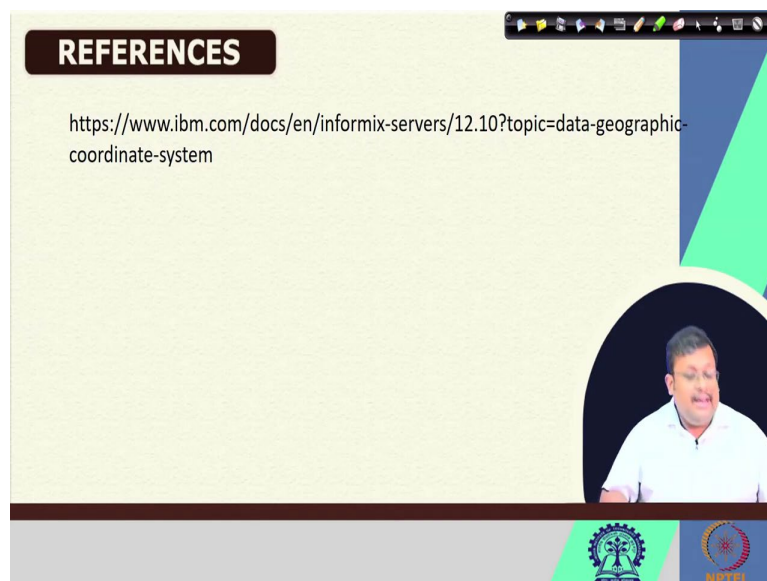 REFERENCES
https://www.ibm.com/docs/en/informix-servers/12.10?topic=data-geographic-
coordinate-system
NPTEL